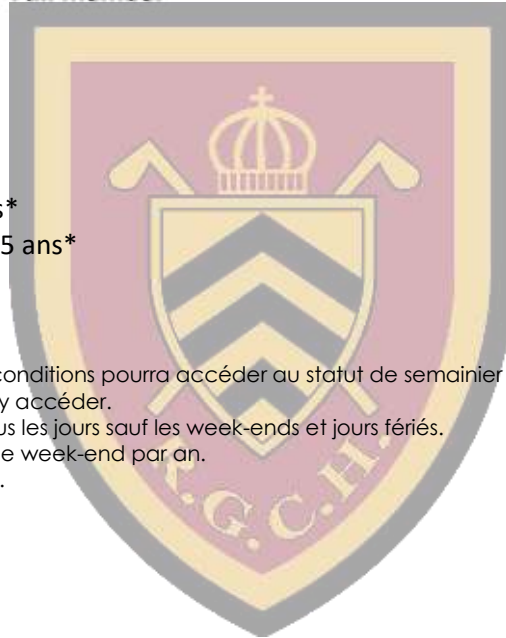 s*
5 ans*
conditions pourra accéder au statut de semainier
y accéder.
us les jours sauf les week-ends et jours fériés.
e week-end par an.
.
R.G.C.H.